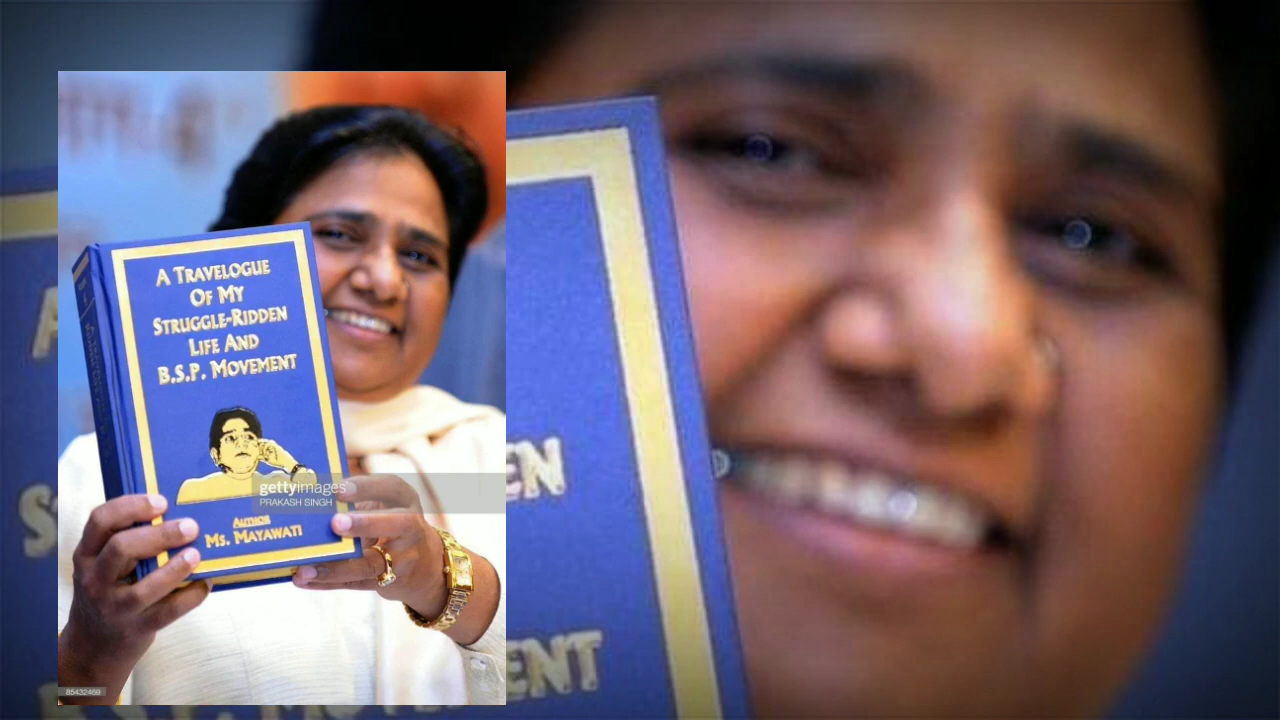 A TRAVELOGUE
OF MY
STRUGGLE-RIDDEN
LIFE AND
B.S.P. MOVEMENT
gettyimages
PRAKASH SINGH
AUTHOR
MS. MAYAWATI
85432469
EN
ENT